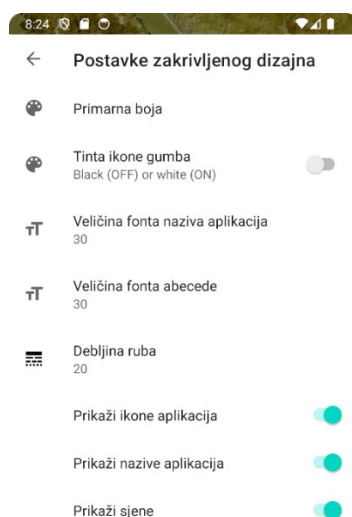 8:24
Postavke zakrivljenog dizajna
Primarna boja
Tinta ikone gumba
Black (OFF) or white (ON)
Veličina fonta naziva aplikacija
30
Veličina fonta abecede
30
Debljina ruba
20
Prikaži ikone aplikacija
Prikaži nazive aplikacija
Prikaži sjene